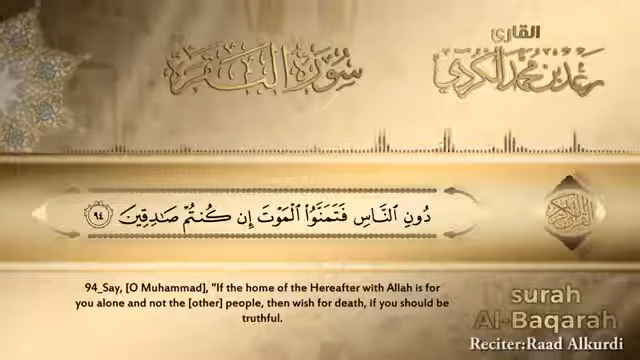 القارئ
رعد بن محمد الكردي
سورة البقرة
دُونِ ٱلنَّاسِ فَتَمَنَّوُا۟ ٱلْمَوْتَ إِن كُنتُمْ صَـٰدِقِينَ ٩٤
القرآن الكريم
94_Say, [O Muhammad], "If the home of the Hereafter with Allah is for
you alone and not the [other] people, then wish for death, if you should be
truthful.
surah
Al-Baqarah
Reciter:Raad Alkurdi